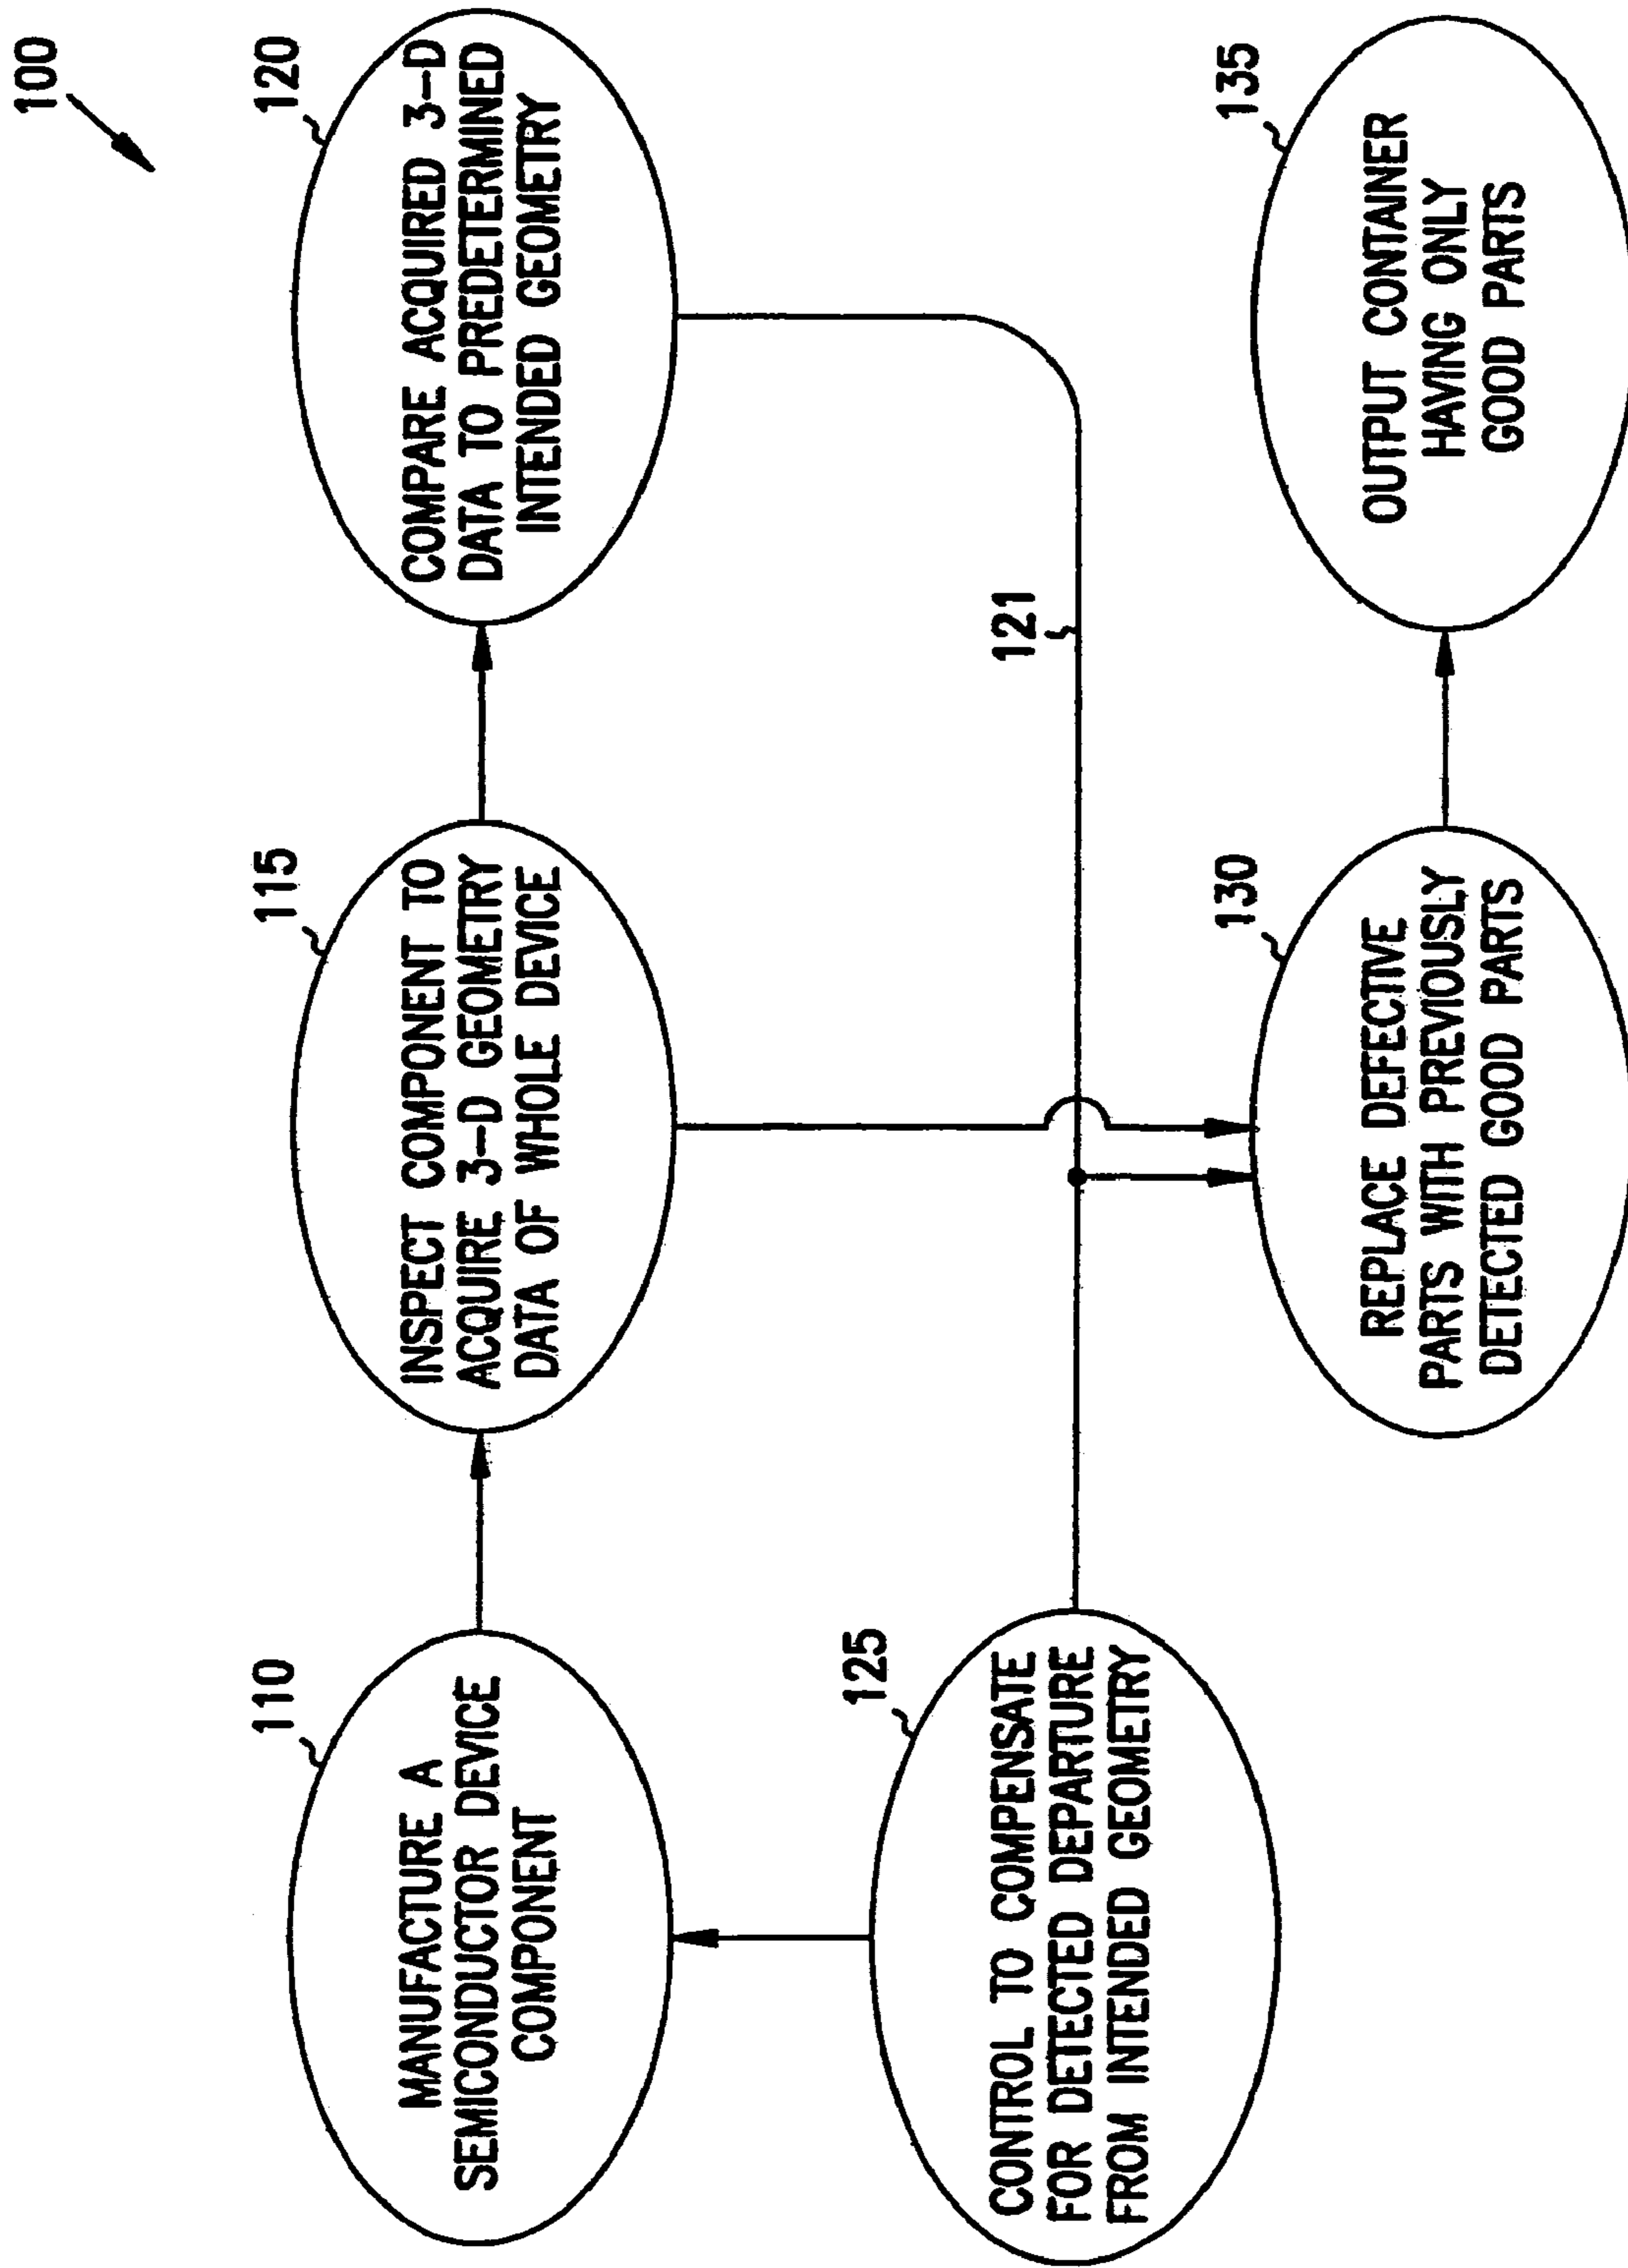 100
110
MANUFACTURE A
SEMICONDUCTOR DEVICE
COMPONENT
115
INSPECT COMPONENT TO
ACQUIRE 3-D GEOMETRY
DATA OF WHOLE DEVICE
120
COMPARE ACQUIRED 3-D
DATA TO PREDETERMINED
INTENDED GEOMETRY
121
125
CONTROL TO COMPENSATE
FOR DETECTED DEPARTURE
FROM INTENDED GEOMETRY
130
REPLACE DEFECTIVE
PARTS WITH PREVIOUSLY
DETECTED GOOD PARTS
135
OUTPUT CONTAINER
HAVING ONLY
GOOD PARTS